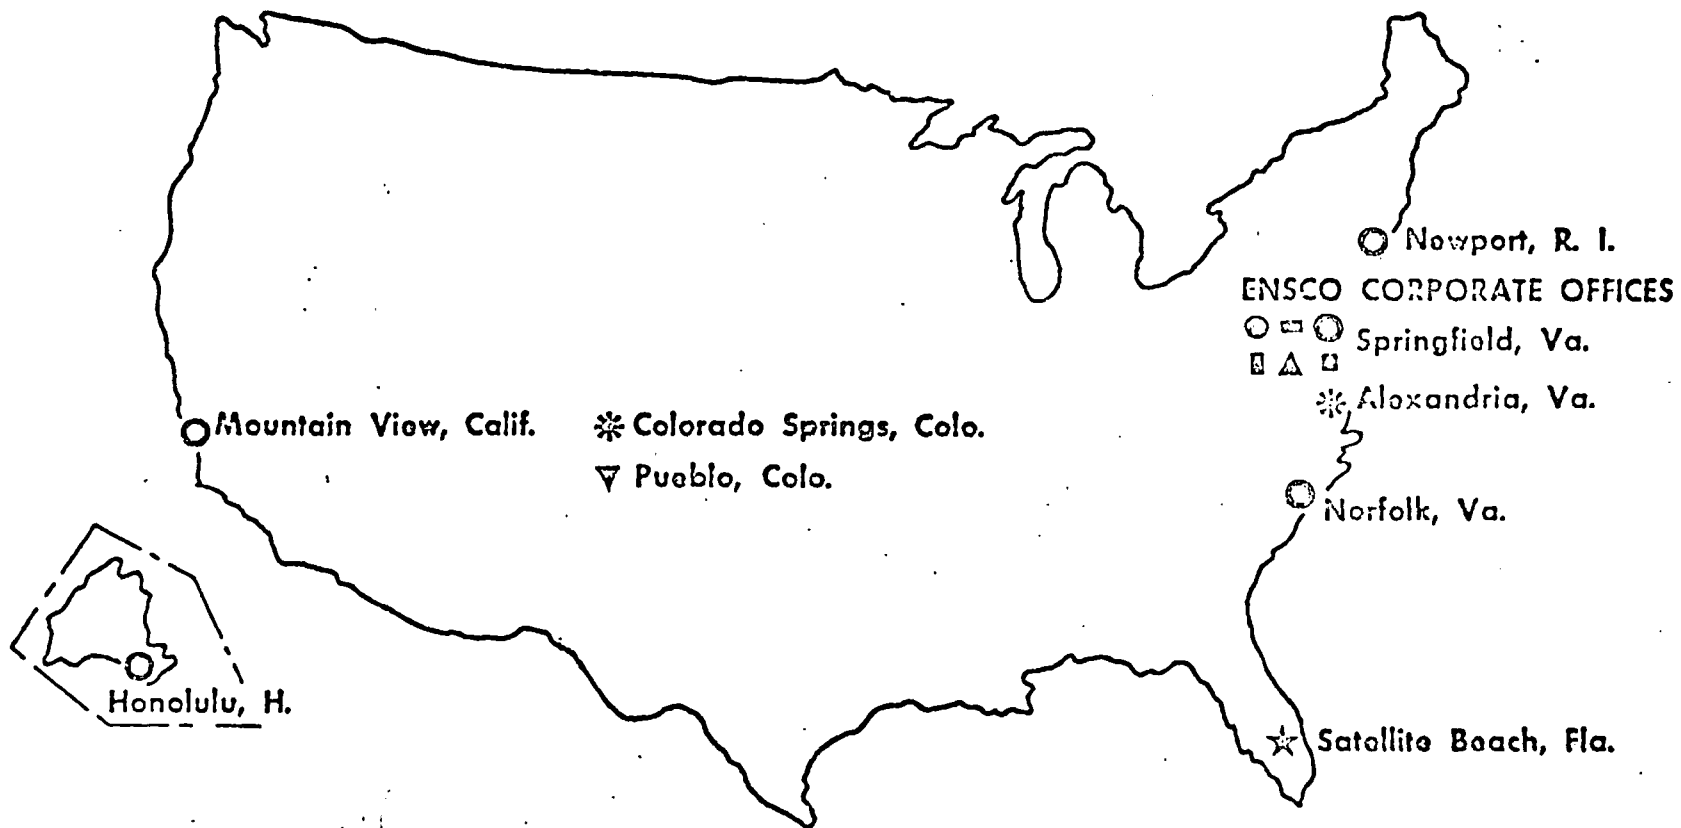 Newport, R. I.
ENSCO CORPORATE OFFICES
Springfield, Va.
Alexandria, Va.
Mountain View, Calif.
Colorado Springs, Colo.
Pueblo, Colo.
Norfolk, Va.
Honolulu, H.
Satellite Beach, Fla.